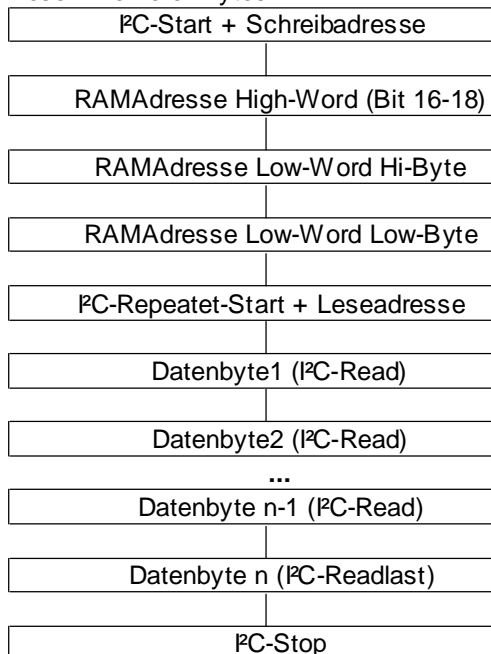 I²C-Start + Schreibadresse
RAMAdresse High-Word (Bit 16-18)
RAMAdresse Low-Word Hi-Byte
RAMAdresse Low-Word Low-Byte
I²C-Repeatet-Start + Leseadresse
Datenbyte1 (I²C-Read)
Datenbyte2 (I²C-Read)
...
Datenbyte n-1 (I²C-Read)
Datenbyte n (I²C-Readlast)
I²C-Stop